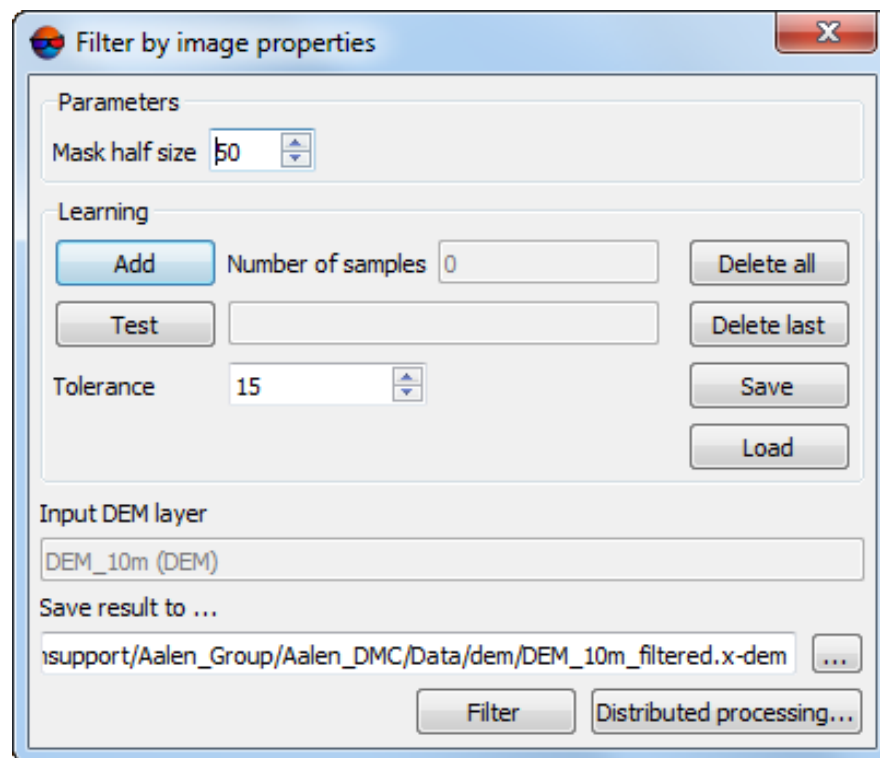 Filter by image properties
Parameters
Mask half size 50
Learning
Add Number of samples 0 Delete all
Test Delete last
Tolerance 15 Save
Load
Input DEM layer
DEM_10m (DEM)
Save result to ...
nsupport/Aalen_Group/Aalen_DMC/Data/dem/DEM_10m_filtered.x-dem ...
Filter Distributed processing...